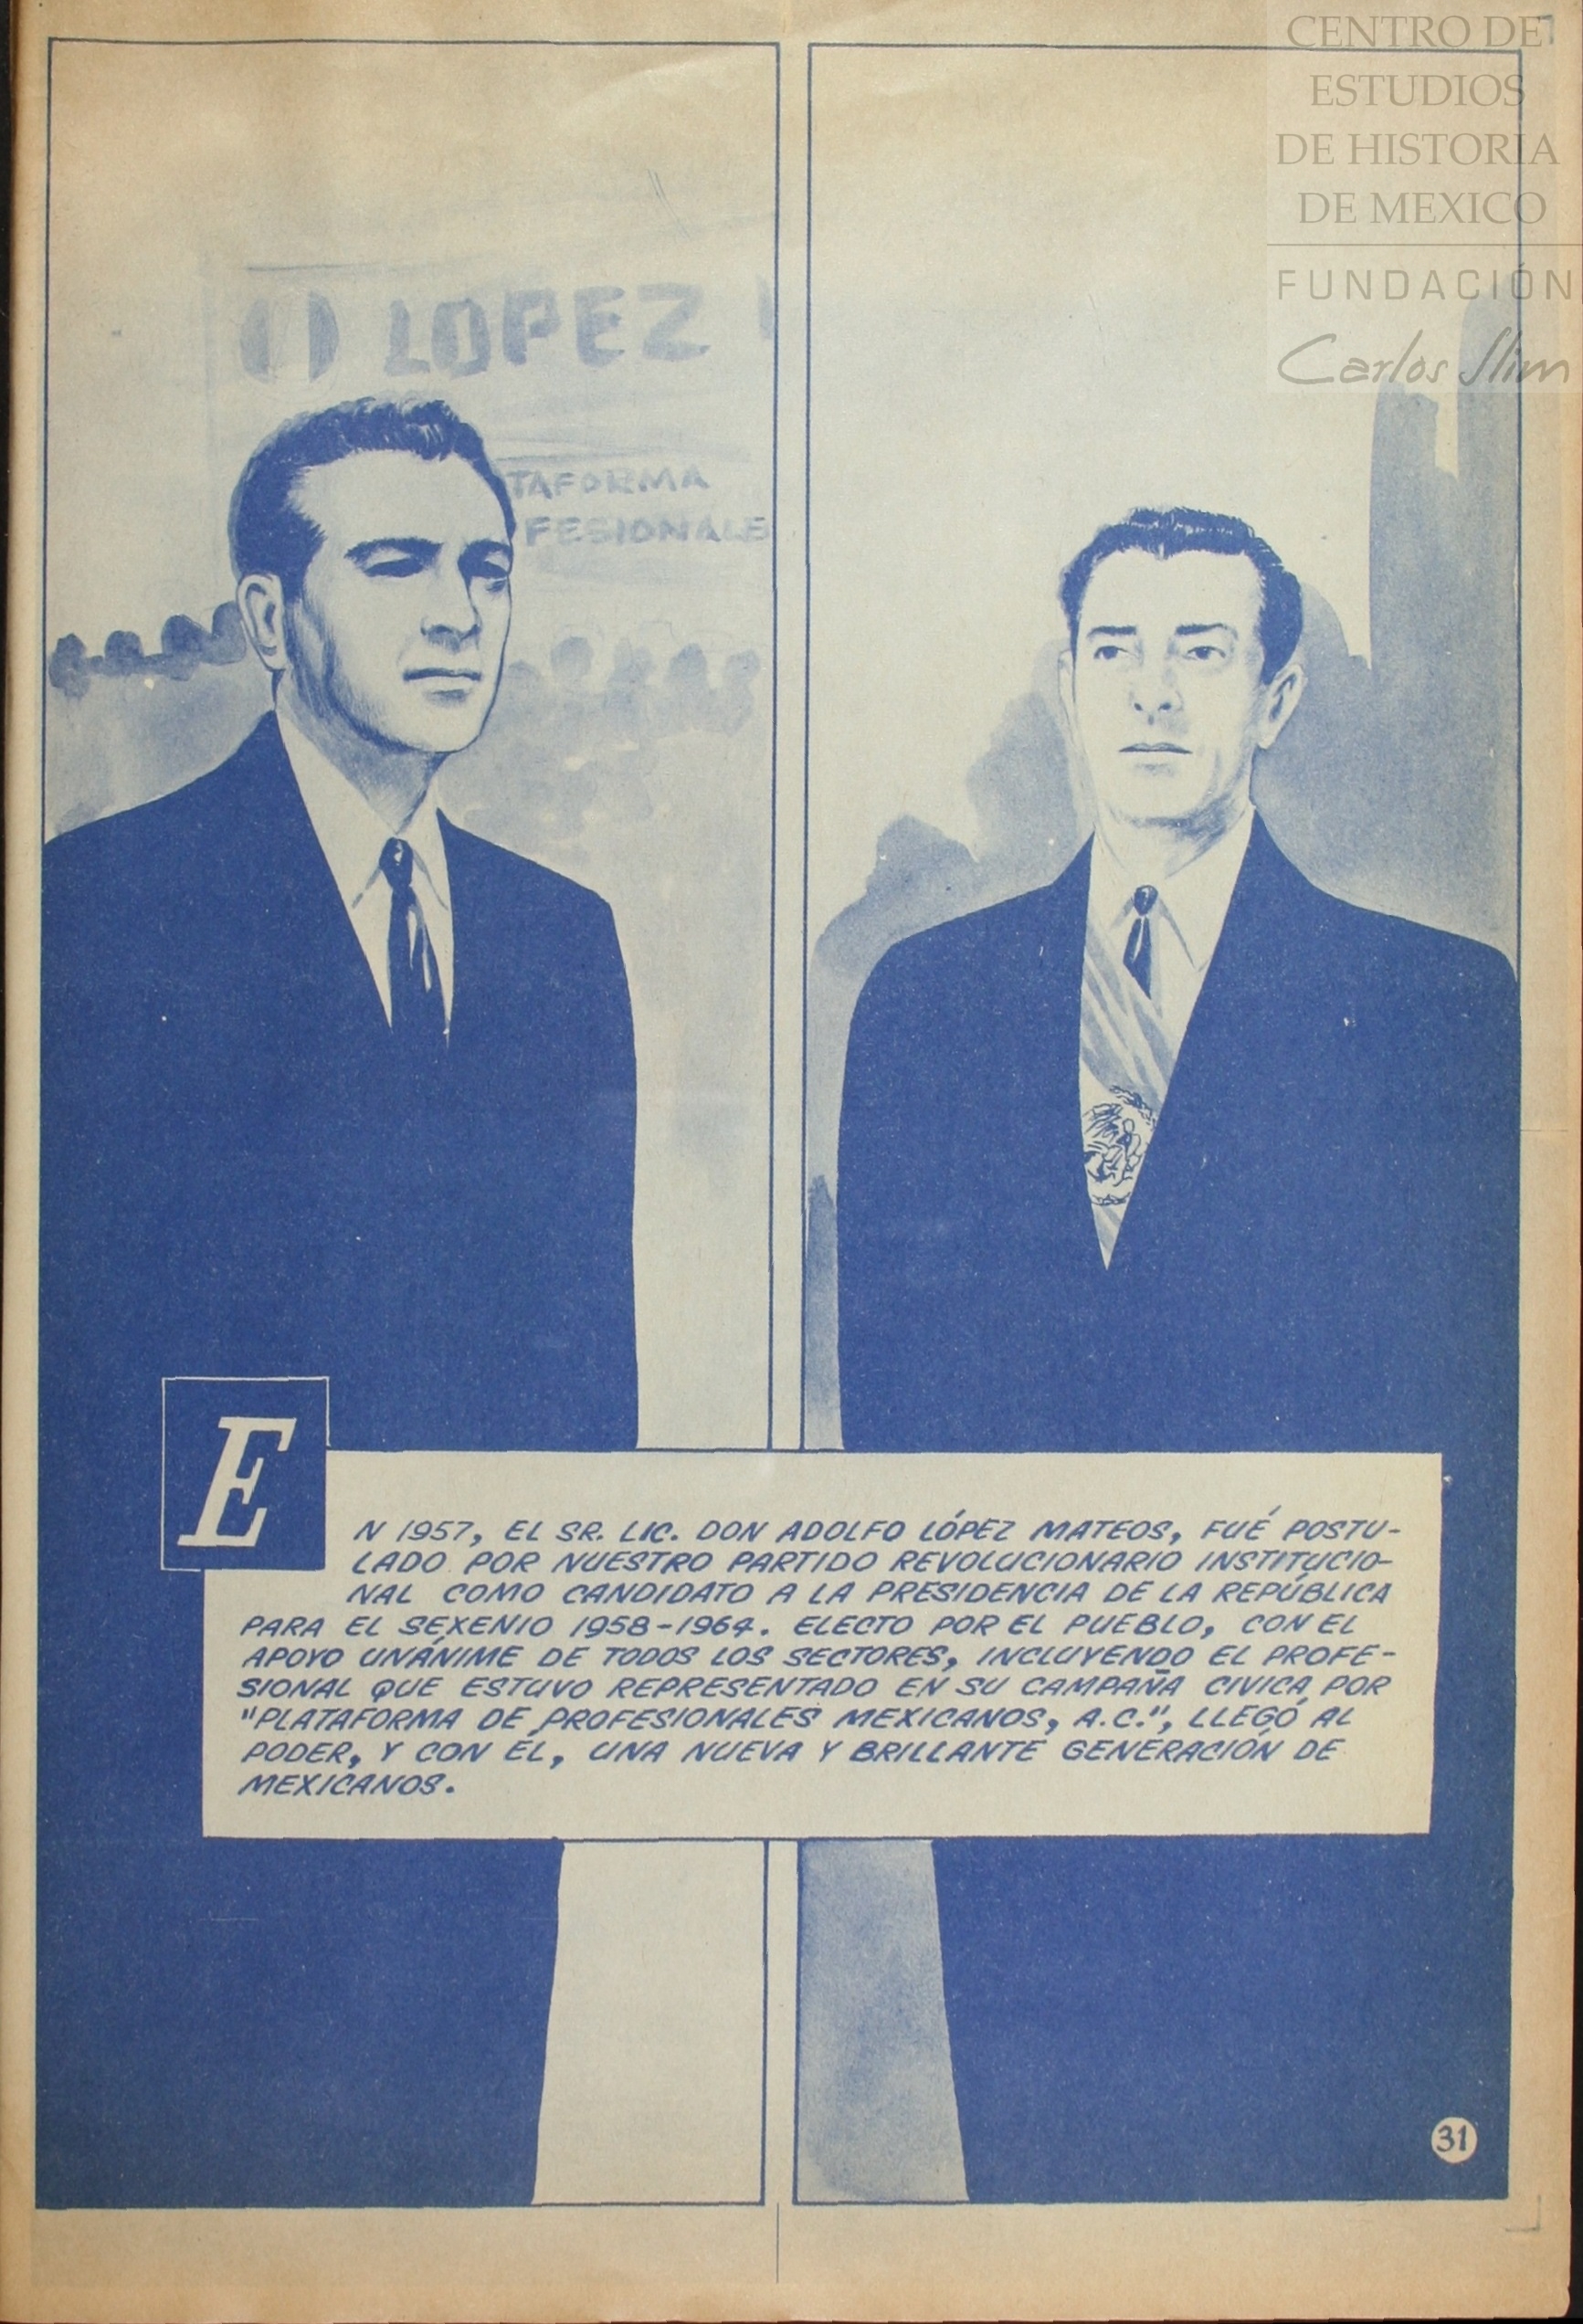 CENTRO DE
ESTUDIOS
DE HISTORIA
DE MEXICO
FUNDACIÓN
Carlos Slim
LOPEZ
TAFORMA
FESIONALE
E
N 1957, EL SR. LIC. DON ADOLFO LÓPEZ MATEOS, FUÉ POSTU-
LADO POR NUESTRO PARTIDO REVOLUCIONARIO INSTITUCIO-
NAL COMO CANDIDATO A LA PRESIDENCIA DE LA REPÚBLICA
PARA EL SEXENIO 1958-1964. ELECTO POR EL PUEBLO, CON EL
APOYO UNÁNIME DE TODOS LOS SECTORES, INCLUYENDO EL PROFE-
SIONAL QUE ESTUVO REPRESENTADO EN SU CAMPAÑA CIVICA POR
"PLATAFORMA DE PROFESIONALES MEXICANOS, A.C.", LLEGÓ AL
PODER, Y CON ÉL, UNA NUEVA Y BRILLANTE GENERACIÓN DE
MEXICANOS.
31